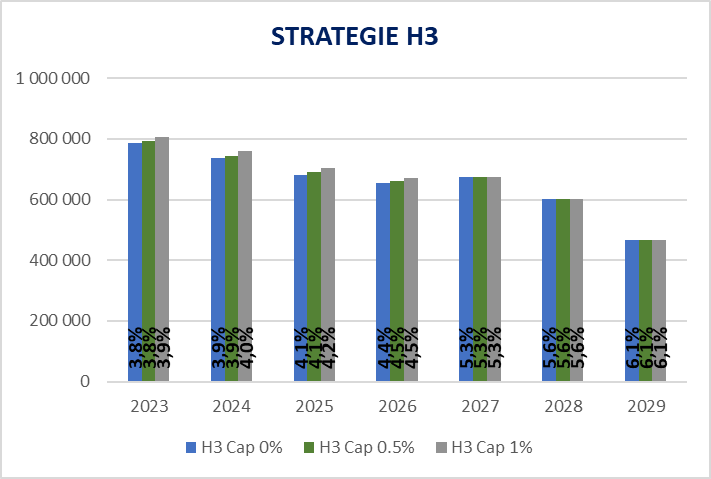 STRATEGIE H3
1 000 000
800 000
600 000
400 000
200 000
0
3,8% 3,8% 3,9% 3,9% 3,9% 4,0% 4,1% 4,1% 4,2% 4,4% 4,5% 4,5% 5,3% 5,3% 5,3% 5,6% 5,6% 5,6% 6,1% 6,1% 6,1%
2023 2024 2025 2026 2027 2028 2029
H3 Cap 0% H3 Cap 0.5% H3 Cap 1%